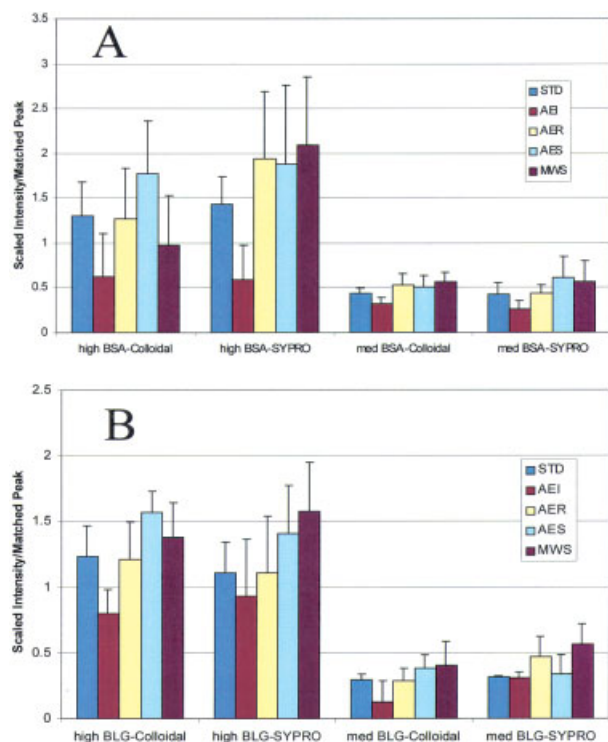 A
3.5
3
2.5
2
1.5
1
0.5
0
Scaled Intensity/Matched Peak
STD
AEI
AER
AES
MWS
high BSA-Colloidal
high BSA-SYPRO
med BSA-Colloidal
med BSA-SYPRO
B
2.5
2
1.5
1
0.5
0
Scaled Intensity/Matched Peak
STD
AEI
AER
AES
MWS
high BLG-Colloidal
high BLG-SYPRO
med BLG-Colloidal
med BLG-SYPRO